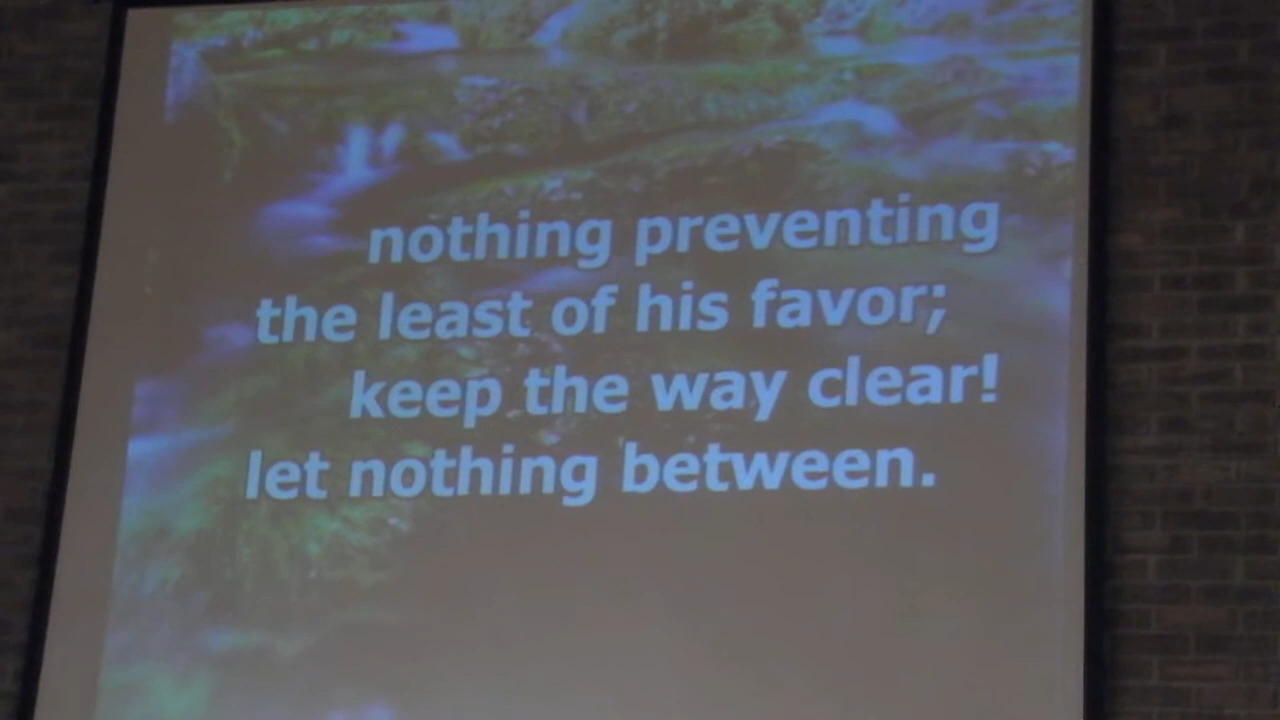 nothing preventing
the least of his favor;
keep the way clear!
let nothing between.